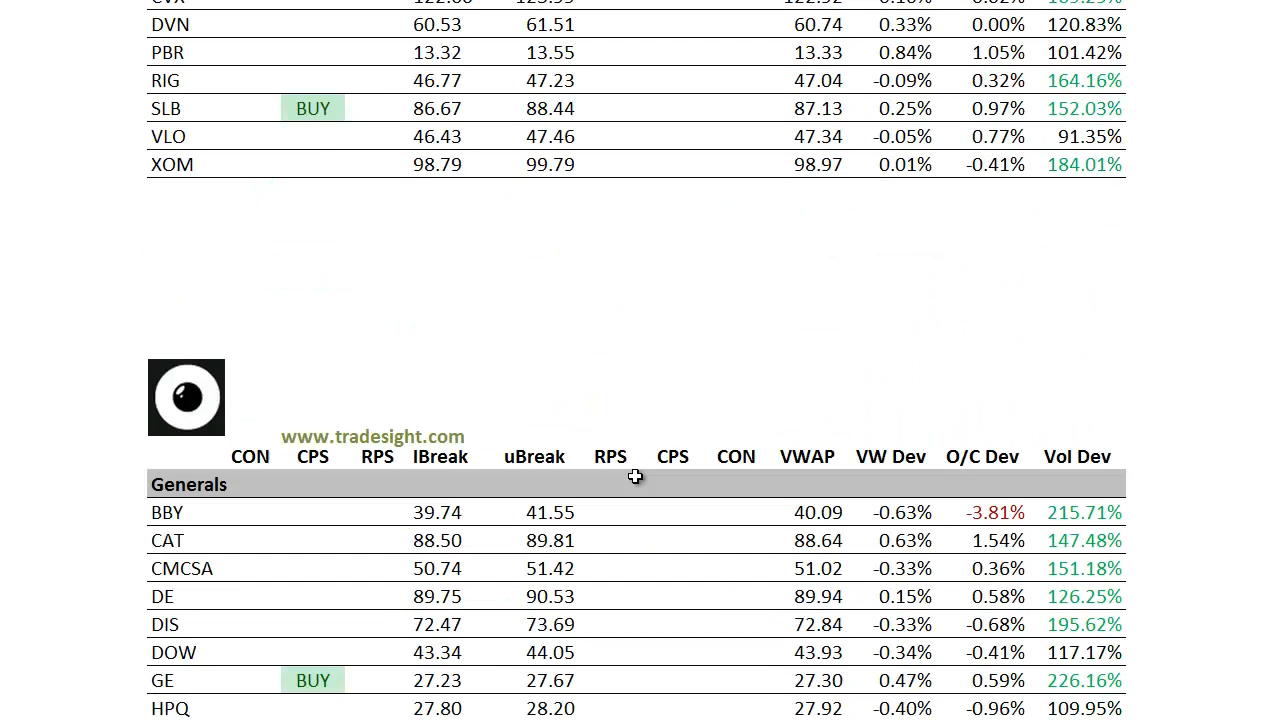 DVN 60.53 61.51 60.74 0.33% 0.00% 120.83%
PBR 13.32 13.55 13.33 0.84% 1.05% 101.42%
RIG 46.77 47.23 47.04 -0.09% 0.32% 164.16%
SLB BUY 86.67 88.44 87.13 0.25% 0.97% 152.03%
VLO 46.43 47.46 47.34 -0.05% 0.77% 91.35%
XOM 98.79 99.79 98.97 0.01% -0.41% 184.01%
www.tradesight.com
CON CPS RPS lBreak uBreak RPS CPS CON VWAP VW Dev O/C Dev Vol Dev
Generals
BBY 39.74 41.55 40.09 -0.63% -3.81% 215.71%
CAT 88.50 89.81 88.64 0.63% 1.54% 147.48%
CMCSA 50.74 51.42 51.02 -0.33% 0.36% 151.18%
DE 89.75 90.53 89.94 0.15% 0.58% 126.25%
DIS 72.47 73.69 72.84 -0.33% -0.68% 195.62%
DOW 43.34 44.05 43.93 -0.34% -0.41% 117.17%
GE BUY 27.23 27.67 27.30 0.47% 0.59% 226.16%
HPQ 27.80 28.20 27.92 -0.40% -0.96% 109.95%